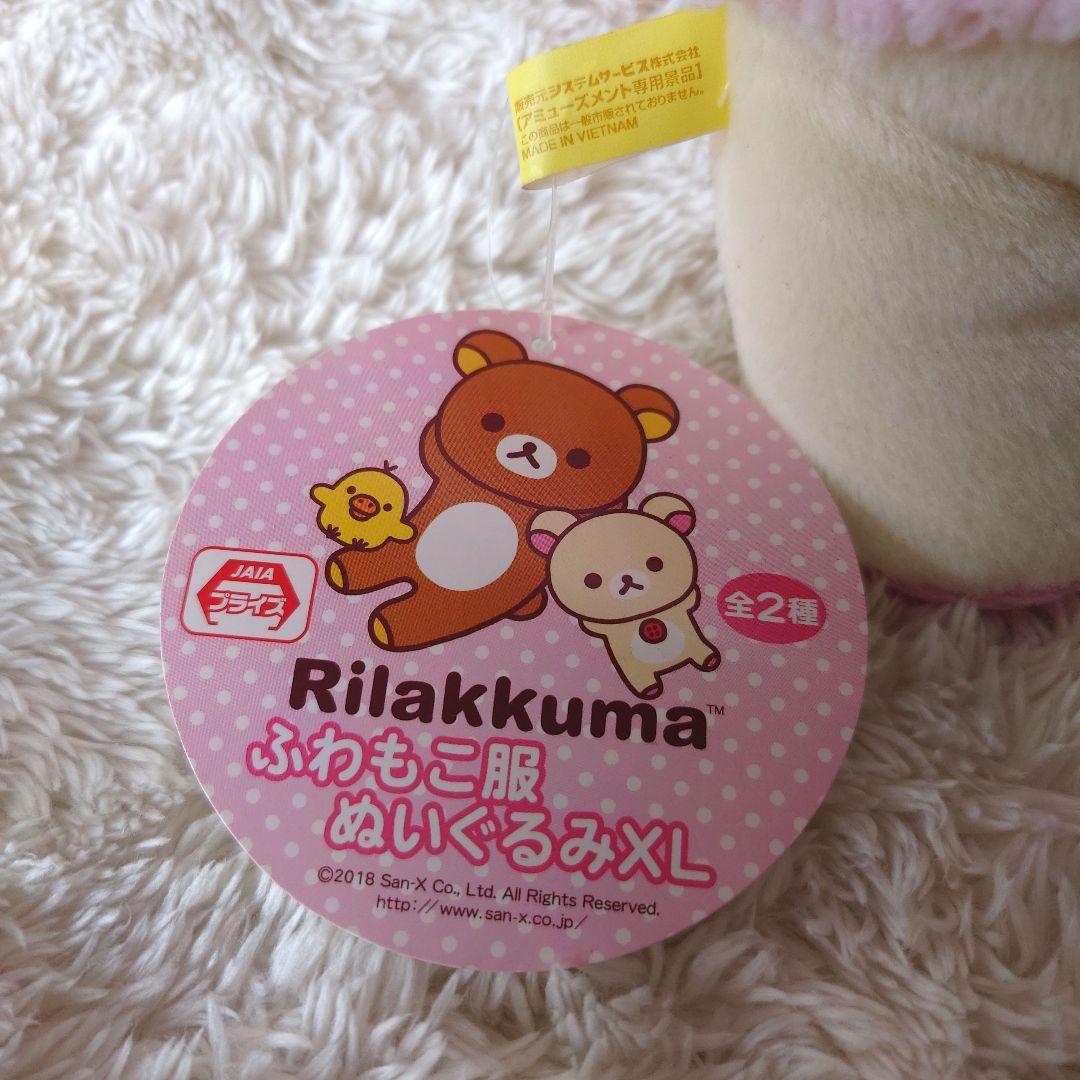 販売元システムサービス株式会社
【アミューズメント専用景品】
この商品は一般市販されておりません。
MADE IN VIETNAM
JAIA
プライズ
全2種
Rilakkuma™
ふわもこ服
ぬいぐるみXL
©2018 San-X Co., Ltd. All Rights Reserved.
http://www.san-x.co.jp/